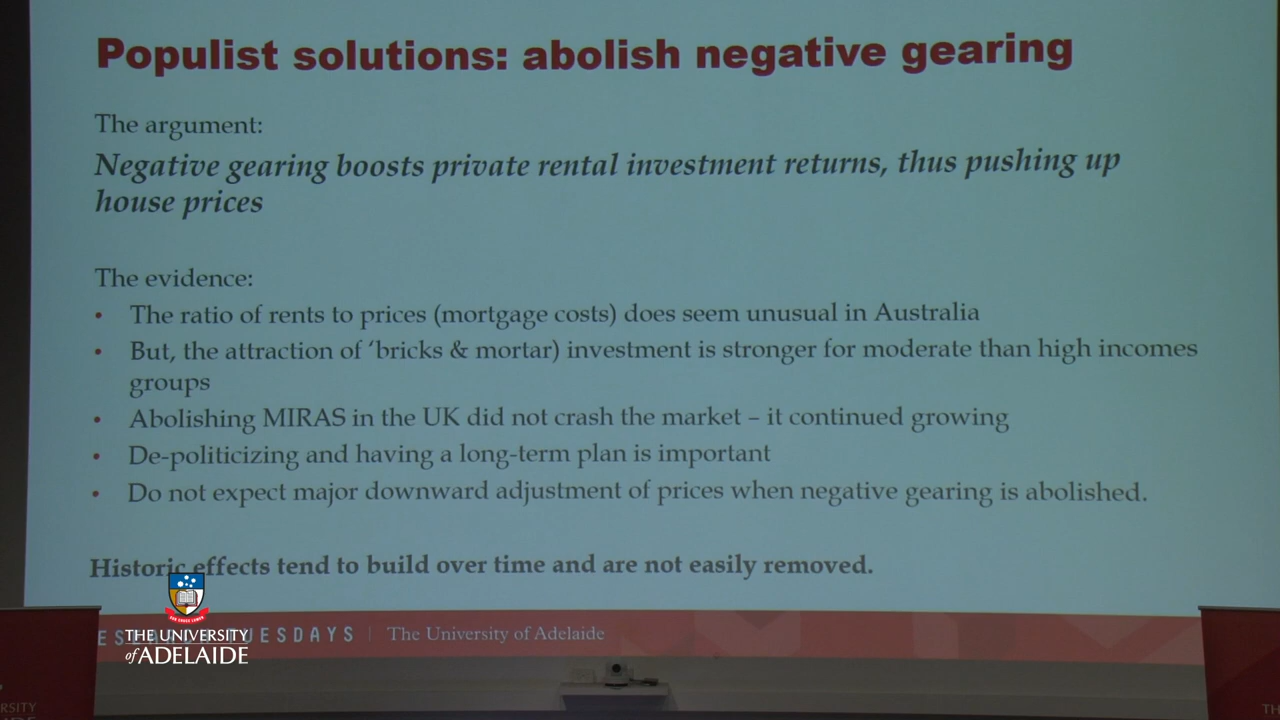 Populist solutions: abolish negative gearing
The argument:
Negative gearing boosts private rental investment returns, thus pushing up
house prices
The evidence:
• The ratio of rents to prices (mortgage costs) does seem unusual in Australia
• But, the attraction of ‘bricks & mortar) investment is stronger for moderate than high incomes
groups
• Abolishing MIRAS in the UK did not crash the market – it continued growing
• De-politicizing and having a long-term plan is important
• Do not expect major downward adjustment of prices when negative gearing is abolished.
Historic effects tend to build over time and are not easily removed.
UESDAYS | The University of Adelaide
THE UNIVERSITY
of ADELAIDE
RSITY
TH